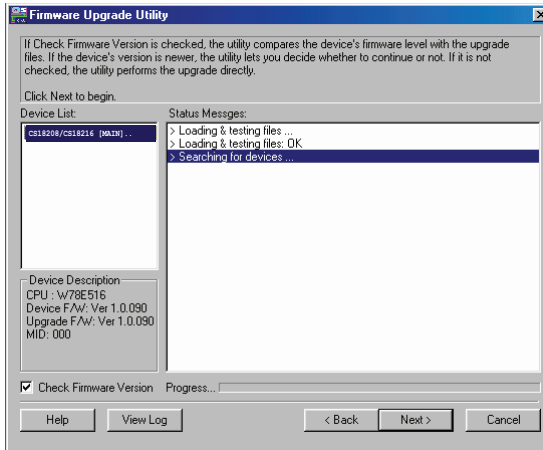 Firmware Upgrade Utility
If Check Firmware Version is checked, the utility compares the device's firmware level with the upgrade
files. If the device's version is newer, the utility lets you decide whether to continue or not. If it is not
checked, the utility performs the upgrade directly.
Click Next to begin.
Device List:
Status Messges:
CS18208/CS18216 [MAIN]..
> Loading & testing files ...
> Loading & testing files: OK
> Searching for devices ...
Device Description
CPU : W78E516
Device F/W: Ver 1.0.090
Upgrade F/W: Ver 1.0.090
MID: 000
Check Firmware Version
Progress...
Help
View Log
< Back
Next >
Cancel